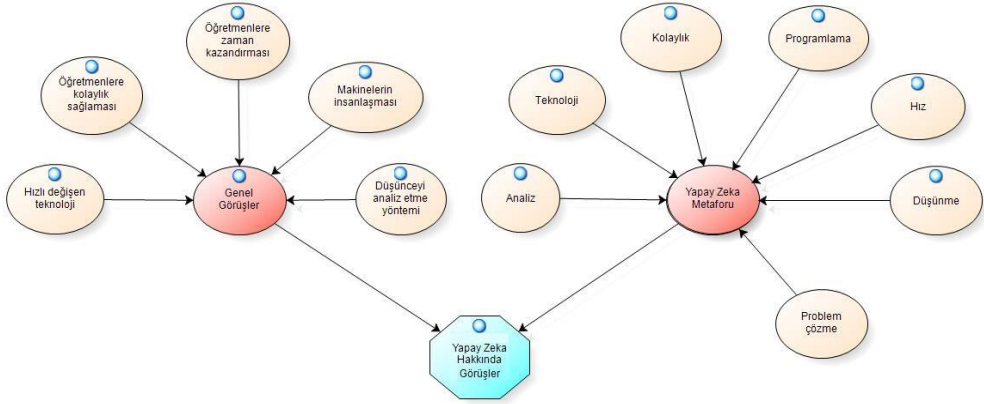 Öğretmenlere
zaman
kazandırması
Öğretmenlere
kolaylık
sağlaması
Makinelerin
insanlaşması
Hızlı değişen
teknoloji
Genel
Görüşler
Düşünceyi
analiz etme
yöntemi
Kolaylık
Programlama
Teknoloji
Hız
Analiz
Yapay Zeka
Metaforu
Düşünme
Problem
çözme
Yapay Zeka
Hakkında
Görüşler